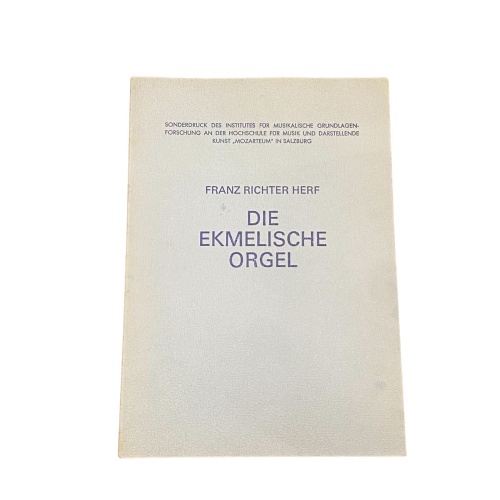 SONDERDRUCK DES INSTITUTES FÜR MUSIKALISCHE GRUNDLAGEN-
FORSCHUNG AN DER HOCHSCHULE FÜR MUSIK UND DARSTELLENDE
KUNST „MOZARTEUM" IN SALZBURG
FRANZ RICHTER HERF
DIE
EKMELISCHE
ORGEL